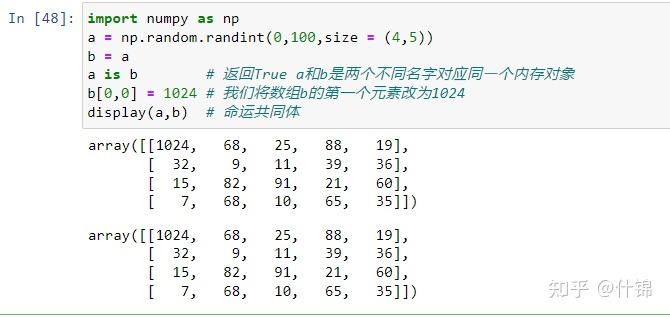 In [48]: import numpy as np
a = np.random.randint(0,100,size = (4,5))
b = a
a is b # 返回True a和b是两个不同名字对应同一个内存对象
b[0,0] = 1024 # 我们将数组b的第一个元素改为1024
display(a,b) # 命运共同体
array([[1024, 68, 25, 88, 19],
[ 32, 9, 11, 39, 36],
[ 15, 82, 91, 21, 60],
[ 7, 68, 10, 65, 35]])
array([[1024, 68, 25, 88, 19],
[ 32, 9, 11, 39, 36],
[ 15, 82, 91, 21, 60],
[ 7, 68, 10, 65, 35]])
知乎 @什锦